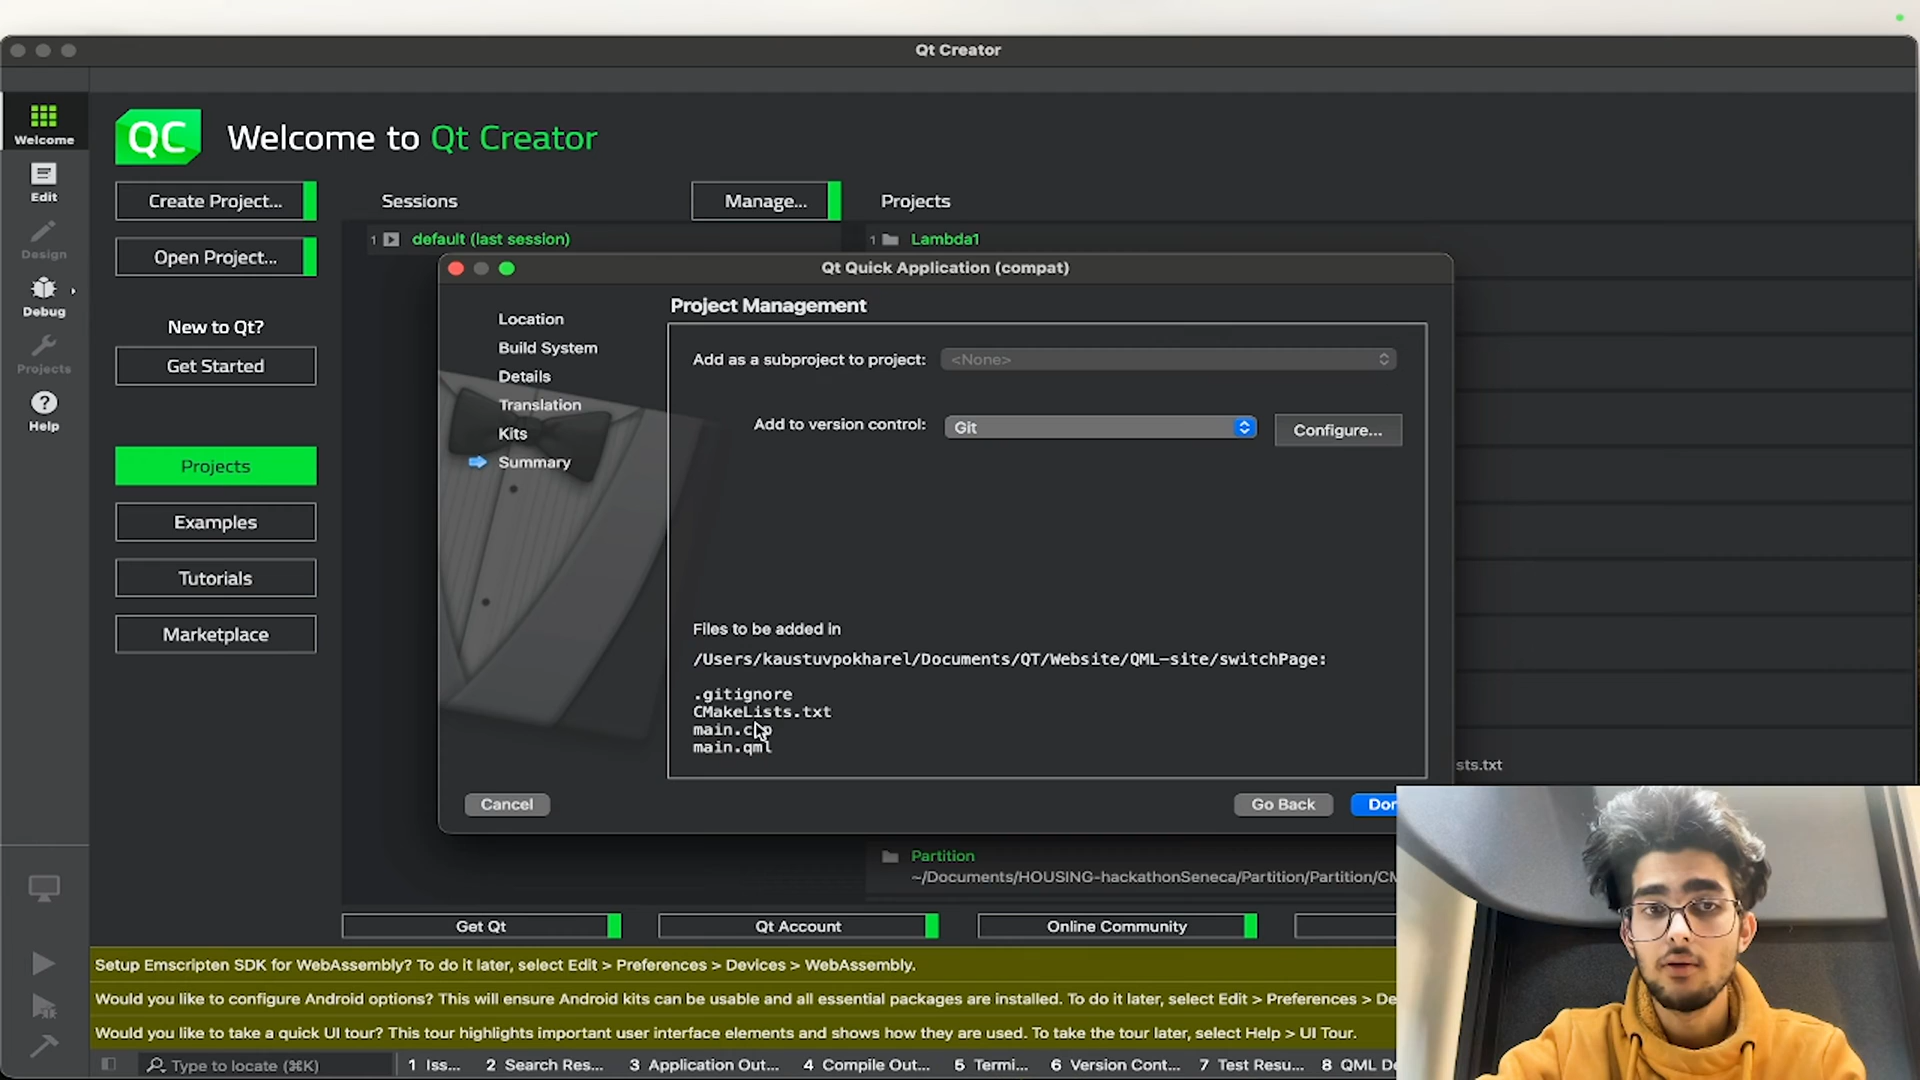 Qt Creator
Welcome
Edit
Design
Debug
Projects
Help
QC
Welcome to Qt Creator
Create Project...
Open Project...
New to Qt?
Get Started
Projects
Examples
Tutorials
Marketplace
Sessions
Manage...
Projects
1 default (last session)
1 Lambda1
Qt Quick Application (compat)
Location
Build System
Details
Translation
Kits
Summary
Project Management
Add as a subproject to project: <None>
Add to version control: Git Configure...
Files to be added in
/Users/kaustuvpokharel/Documents/QT/Website/QML-site/switchPage:
.gitignore
CMakeLists.txt
main.cpp
main.qml
Cancel
Go Back
Don
sts.txt
Partition
~/Documents/HOUSING-hackathonSeneca/Partition/Partition/CM
Get Qt
Qt Account
Online Community
Setup Emscripten SDK for WebAssembly? To do it later, select Edit > Preferences > Devices > WebAssembly.
Would you like to configure Android options? This will ensure Android kits can be usable and all essential packages are installed. To do it later, select Edit > Preferences > De
Would you like to take a quick UI tour? This tour highlights important user interface elements and shows how they are used. To take the tour later, select Help > UI Tour.
Type to locate (⌘K)
1 Iss... 2 Search Res... 3 Application Out... 4 Compile Out... 5 Termi... 6 Version Cont... 7 Test Resu... 8 QML De